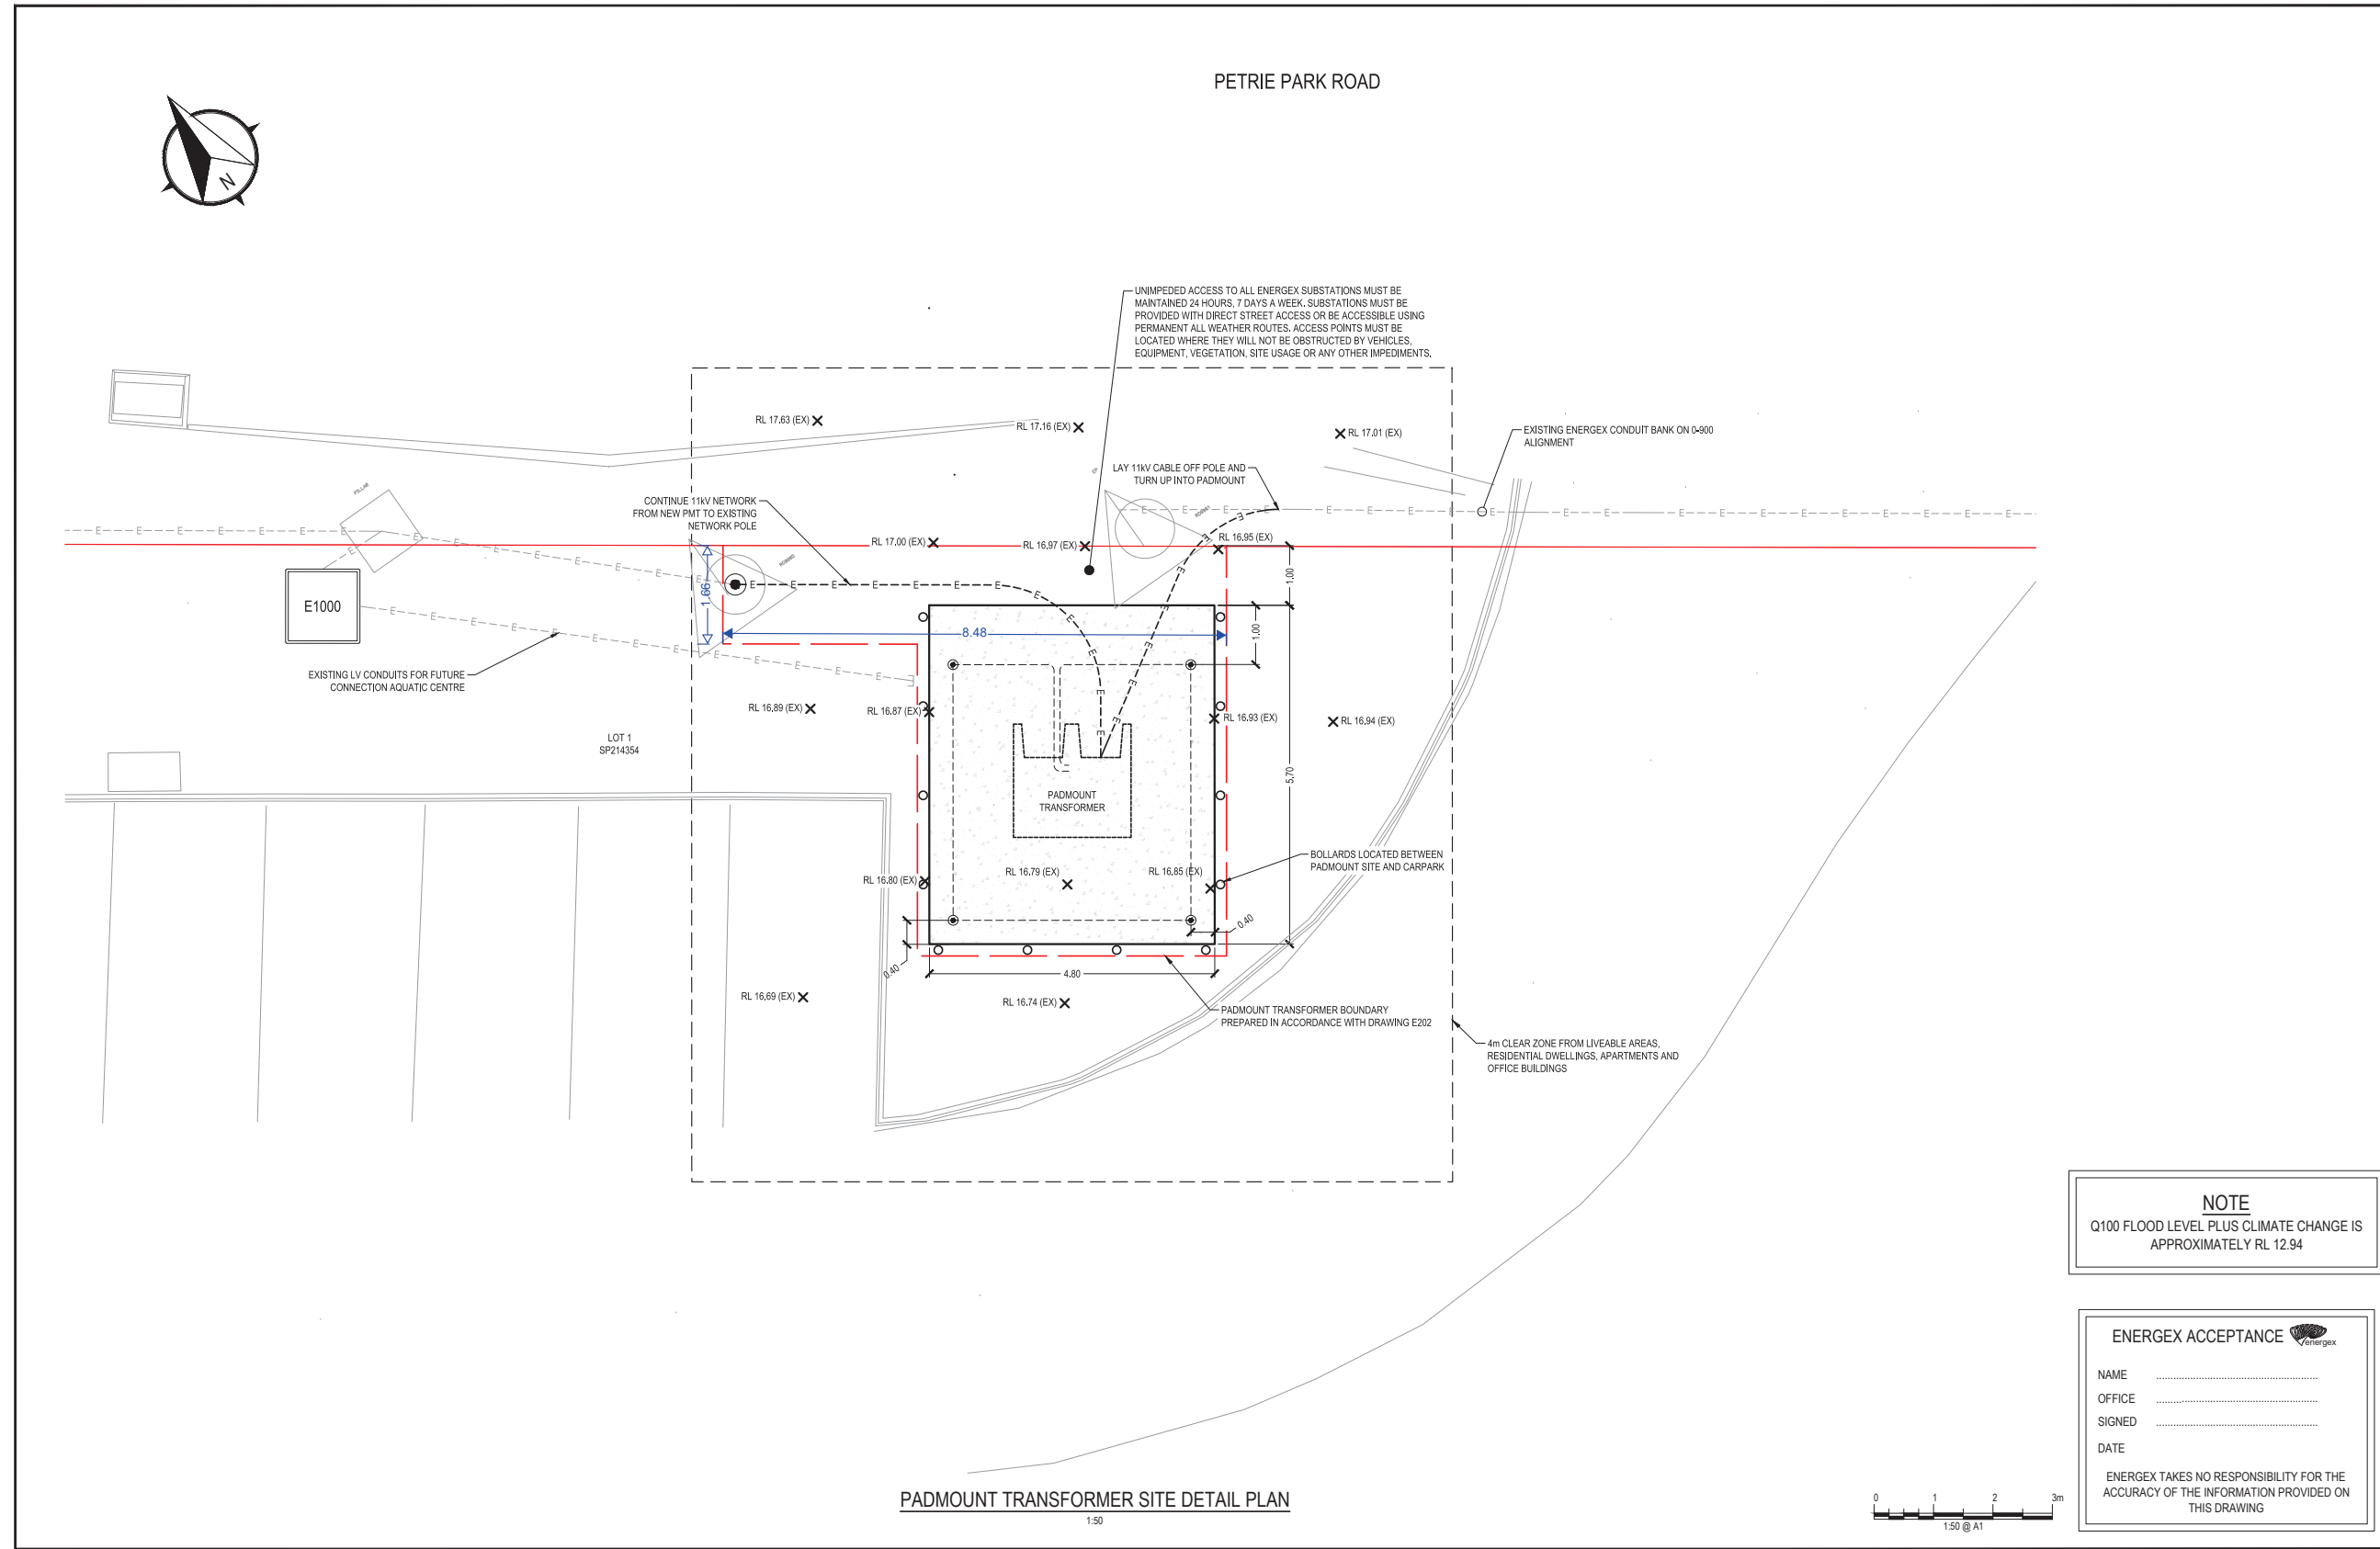 PETRIE PARK ROAD
N
UNIMPEDED ACCESS TO ALL ENERGEX SUBSTATIONS MUST BE
MAINTAINED 24 HOURS, 7 DAYS A WEEK. SUBSTATIONS MUST BE
PROVIDED WITH DIRECT STREET ACCESS OR BE ACCESSIBLE USING
PERMANENT ALL WEATHER ROUTES. ACCESS POINTS MUST BE
LOCATED WHERE THEY WILL NOT BE OBSTRUCTED BY VEHICLES,
EQUIPMENT, VEGETATION, SITE USAGE OR ANY OTHER IMPEDIMENTS.
RL 17.63 (EX)
RL 17.16 (EX)
RL 17.01 (EX)
EXISTING ENERGEX CONDUIT BANK ON 0-900
ALIGNMENT
LAY 11kV CABLE OFF POLE AND
TURN UP INTO PADMOUNT
PILLAR
CONTINUE 11kV NETWORK
FROM NEW PMT TO EXISTING
NETWORK POLE
RL 17.00 (EX)
RL 16.97 (EX)
RL 16.95 (EX)
E1000
1.66
8.48
1.00
1.00
EXISTING LV CONDUITS FOR FUTURE
CONNECTION AQUATIC CENTRE
RL 16.89 (EX)
RL 16.87 (EX)
RL 16.93 (EX)
RL 16.94 (EX)
LOT 1
SP214354
5.70
PADMOUNT
TRANSFORMER
BOLLARDS LOCATED BETWEEN
PADMOUNT SITE AND CARPARK
RL 16.80 (EX)
RL 16.79 (EX)
RL 16.85 (EX)
0.40
0.40
4.80
RL 16.69 (EX)
RL 16.74 (EX)
PADMOUNT TRANSFORMER BOUNDARY
PREPARED IN ACCORDANCE WITH DRAWING E202
4m CLEAR ZONE FROM LIVEABLE AREAS,
RESIDENTIAL DWELLINGS, APARTMENTS AND
OFFICE BUILDINGS
NOTE
Q100 FLOOD LEVEL PLUS CLIMATE CHANGE IS
APPROXIMATELY RL 12.94
ENERGEX ACCEPTANCE energex
NAME
OFFICE
SIGNED
DATE
ENERGEX TAKES NO RESPONSIBILITY FOR THE
ACCURACY OF THE INFORMATION PROVIDED ON
THIS DRAWING
PADMOUNT TRANSFORMER SITE DETAIL PLAN
1:50
0 1 2 3m
1:50 @ A1